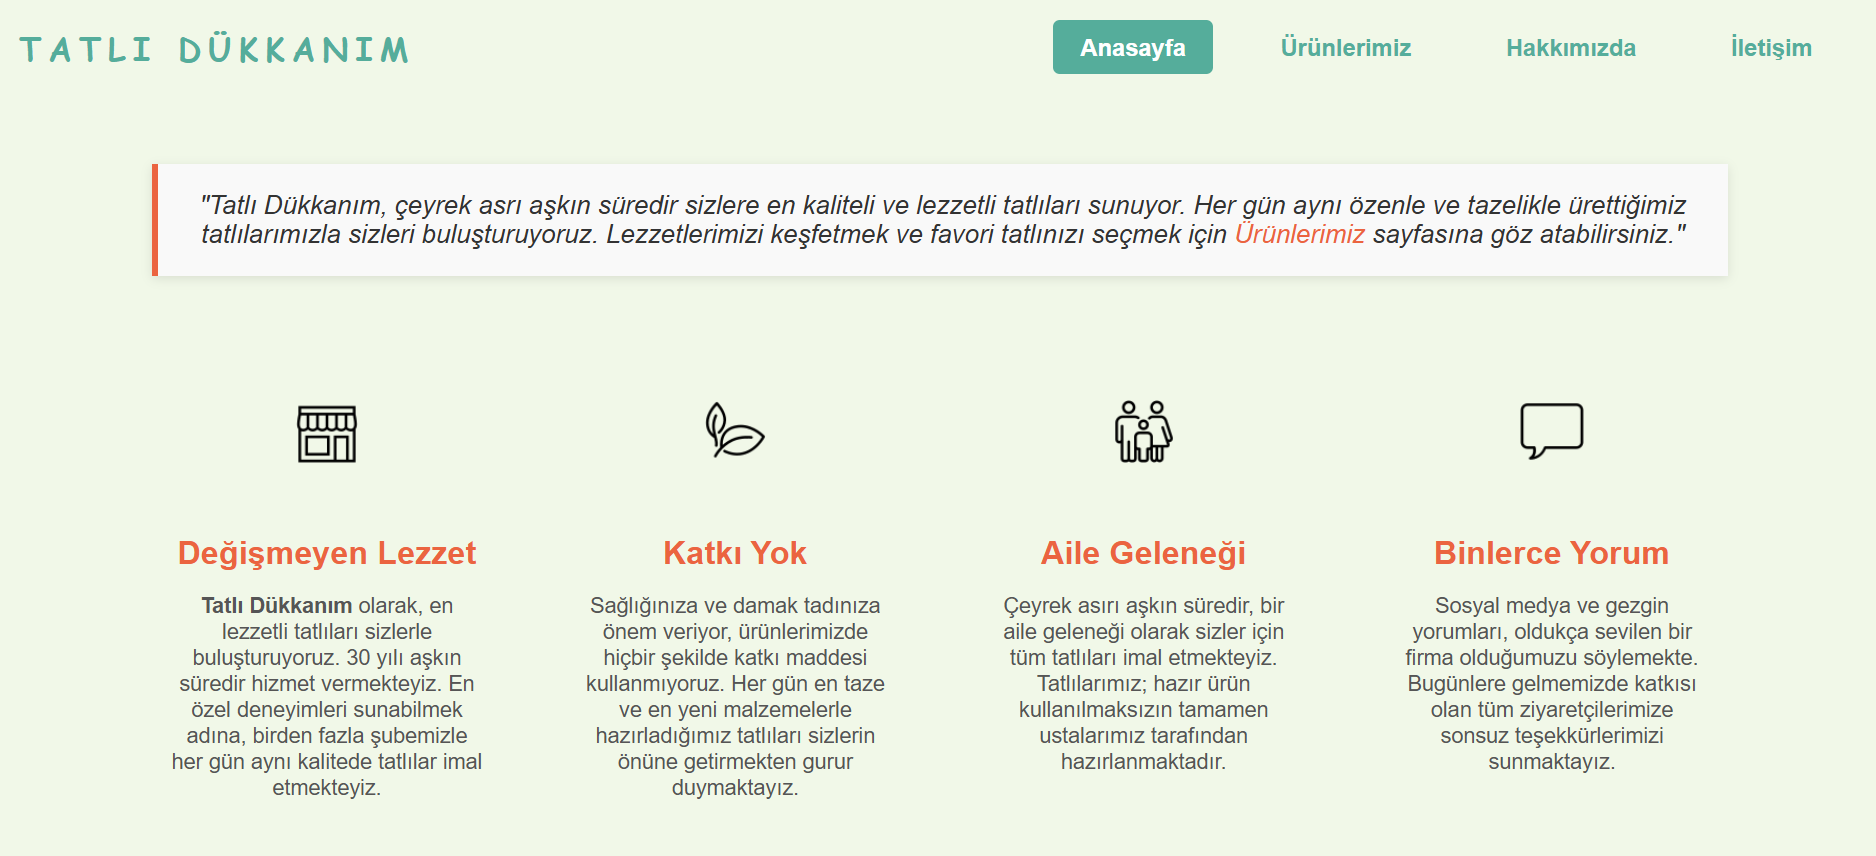 TATLI DÜKKANIM
Anasayfa
Ürünlerimiz
Hakkımızda
İletişim
"Tatlı Dükkanım, çeyrek asrı aşkın süredir sizlere en kaliteli ve lezzetli tatlıları sunuyor. Her gün aynı özenle ve tazelikle ürettiğimiz
tatlılarımızla sizleri buluşturuyoruz. Lezzetlerimizi keşfetmek ve favori tatlınızı seçmek için Ürünlerimiz sayfasına göz atabilirsiniz."
Değişmeyen Lezzet
Tatlı Dükkanım olarak, en
lezzetli tatlıları sizlerle
buluşturuyoruz. 30 yılı aşkın
süredir hizmet vermekteyiz. En
özel deneyimleri sunabilmek
adına, birden fazla şubemizle
her gün aynı kalitede tatlılar imal
etmekteyiz.
Katkı Yok
Sağlığınıza ve damak tadınıza
önem veriyor, ürünlerimizde
hiçbir şekilde katkı maddesi
kullanmıyoruz. Her gün en taze
ve en yeni malzemelerle
hazırladığımız tatlıları sizlerin
önüne getirmekten gurur
duymaktayız.
Aile Geleneği
Çeyrek asırı aşkın süredir, bir
aile geleneği olarak sizler için
tüm tatlıları imal etmekteyiz.
Tatlılarımız; hazır ürün
kullanılmaksızın tamamen
ustalarımız tarafından
hazırlanmaktadır.
Binlerce Yorum
Sosyal medya ve gezgin
yorumları, oldukça sevilen bir
firma olduğumuzu söylemekte.
Bugünlere gelmemizde katkısı
olan tüm ziyaretçilerimize
sonsuz teşekkürlerimizi
sunmaktayız.